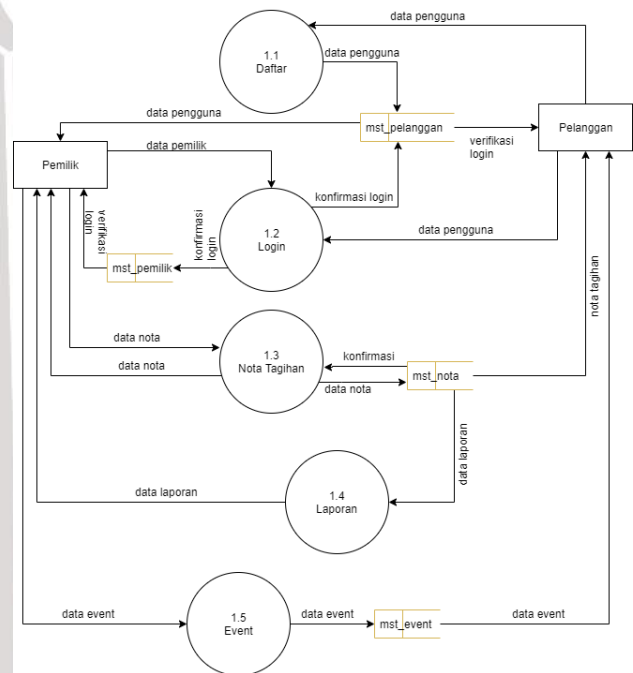 data pengguna
1.1
Daftar
data pengguna
data pengguna
mst_pelanggan
Pelanggan
verifikasi
login
data pemilik
Pemilik
konfirmasi login
verifikasi
login
konfirmasi
login
1.2
Login
data pengguna
mst_pemilik
nota tagihan
data nota
1.3
Nota Tagihan
konfirmasi
data nota
mst_nota
data nota
data laporan
data laporan
1.4
Laporan
data event
1.5
Event
data event
mst_event
data event